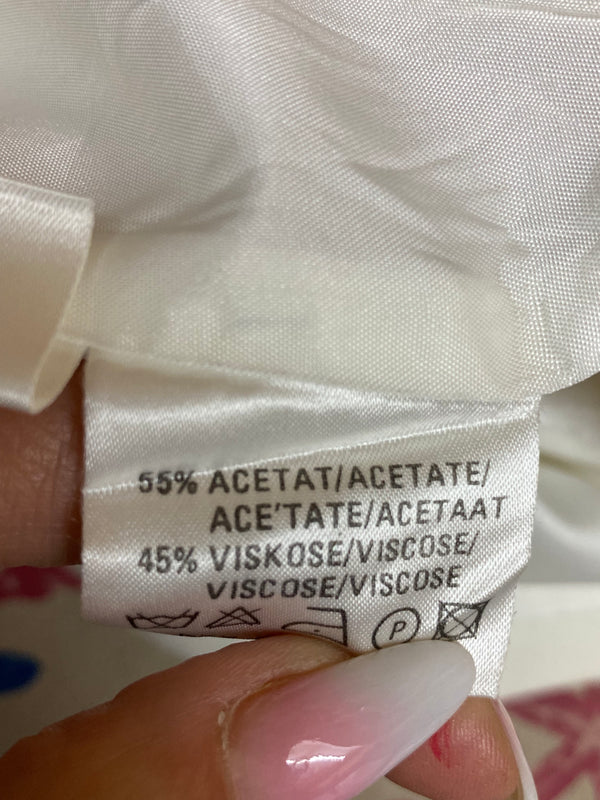 55% ACETAT/ACETATE/
ACE'TATE/ACETAAT
45% VISKOSE/VISCOSE/
VISCOSE/VISCOSE
P